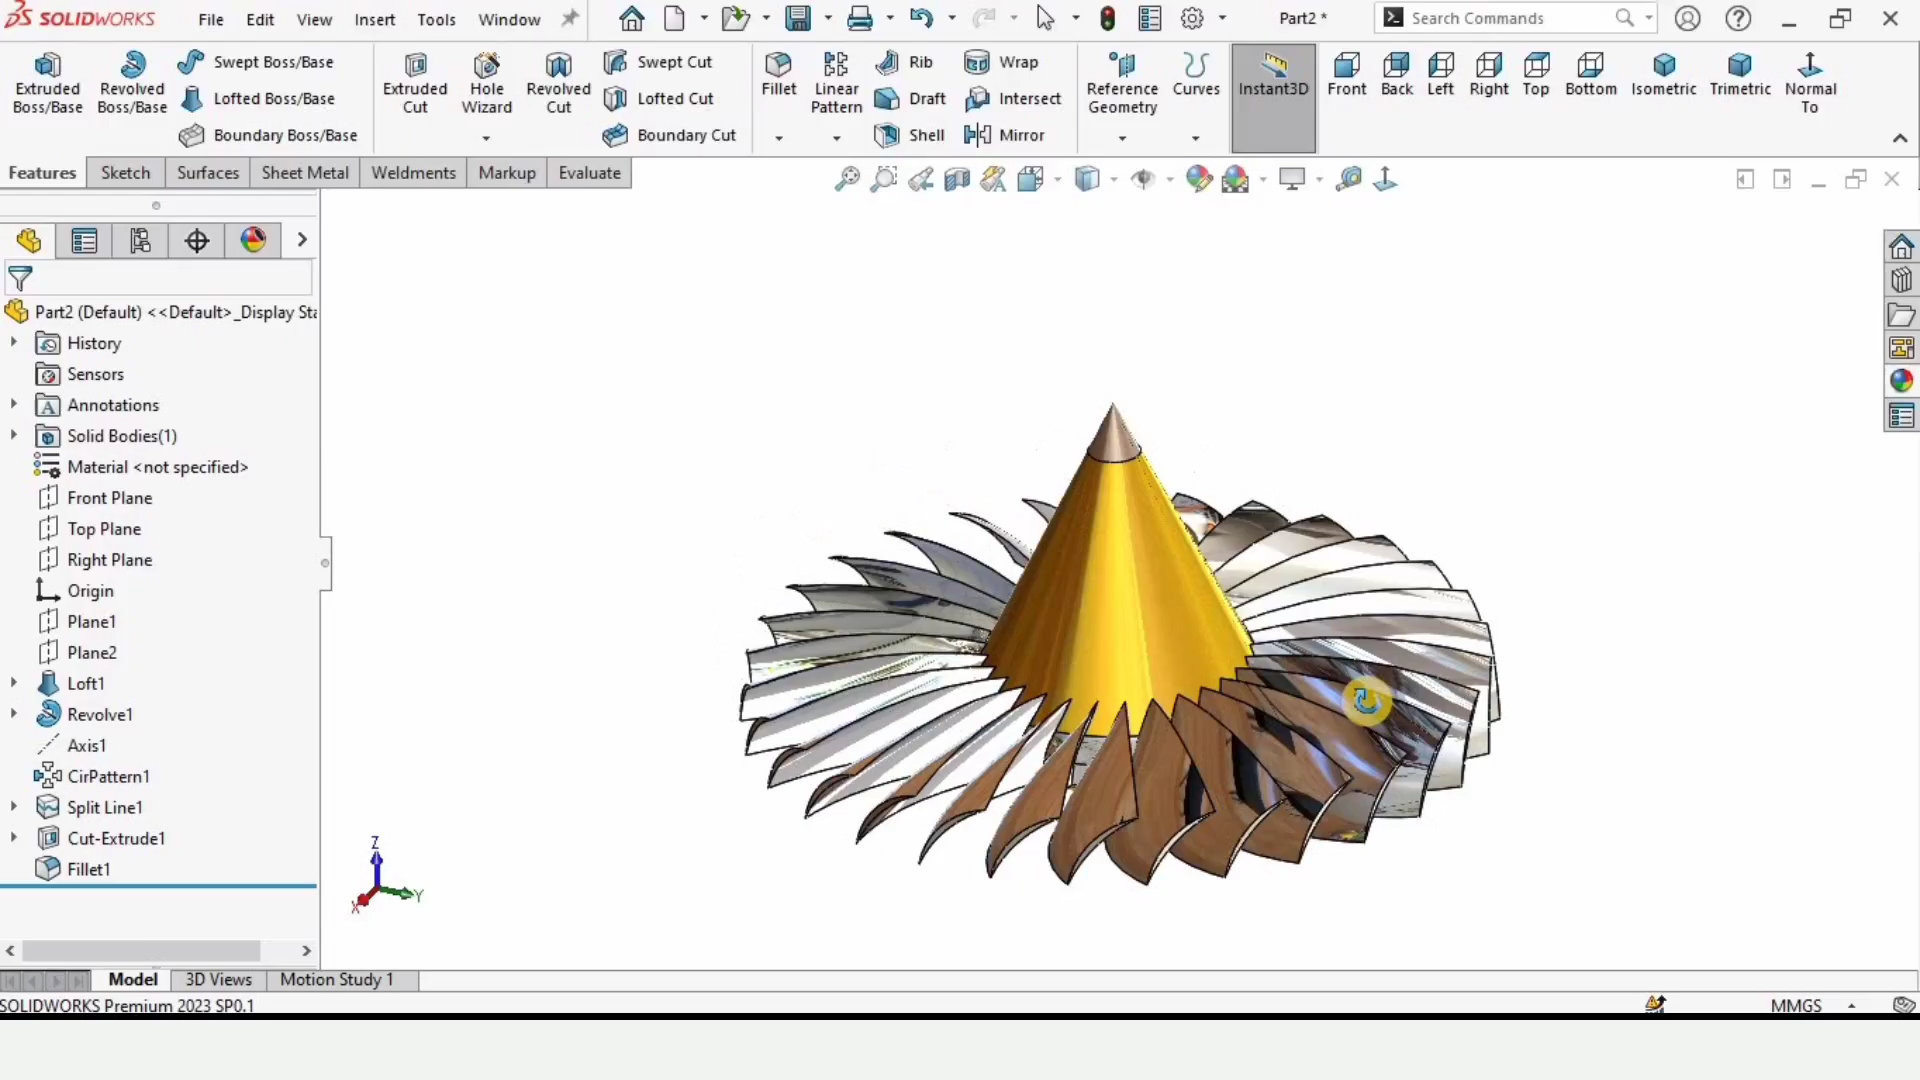 SOLIDWORKS File Edit View Insert Tools Window Part2 * Search Commands
Extruded Boss/Base
Revolved Boss/Base
Swept Boss/Base
Lofted Boss/Base
Boundary Boss/Base
Extruded Cut
Hole Wizard
Revolved Cut
Swept Cut
Lofted Cut
Boundary Cut
Fillet
Linear Pattern
Rib
Draft
Shell
Wrap
Intersect
Mirror
Reference Geometry
Curves
Instant3D
Front
Back
Left
Right
Top
Bottom
Isometric
Trimetric
Normal To
Features Sketch Surfaces Sheet Metal Weldments Markup Evaluate
Part2 (Default) <<Default>_Display Sta
History
Sensors
Annotations
Solid Bodies(1)
Material <not specified>
Front Plane
Top Plane
Right Plane
Origin
Plane1
Plane2
Loft1
Revolve1
Axis1
CirPattern1
Split Line1
Cut-Extrude1
Fillet1
Z
Y
X
Model 3D Views Motion Study 1
SOLIDWORKS Premium 2023 SP0.1 MMGS